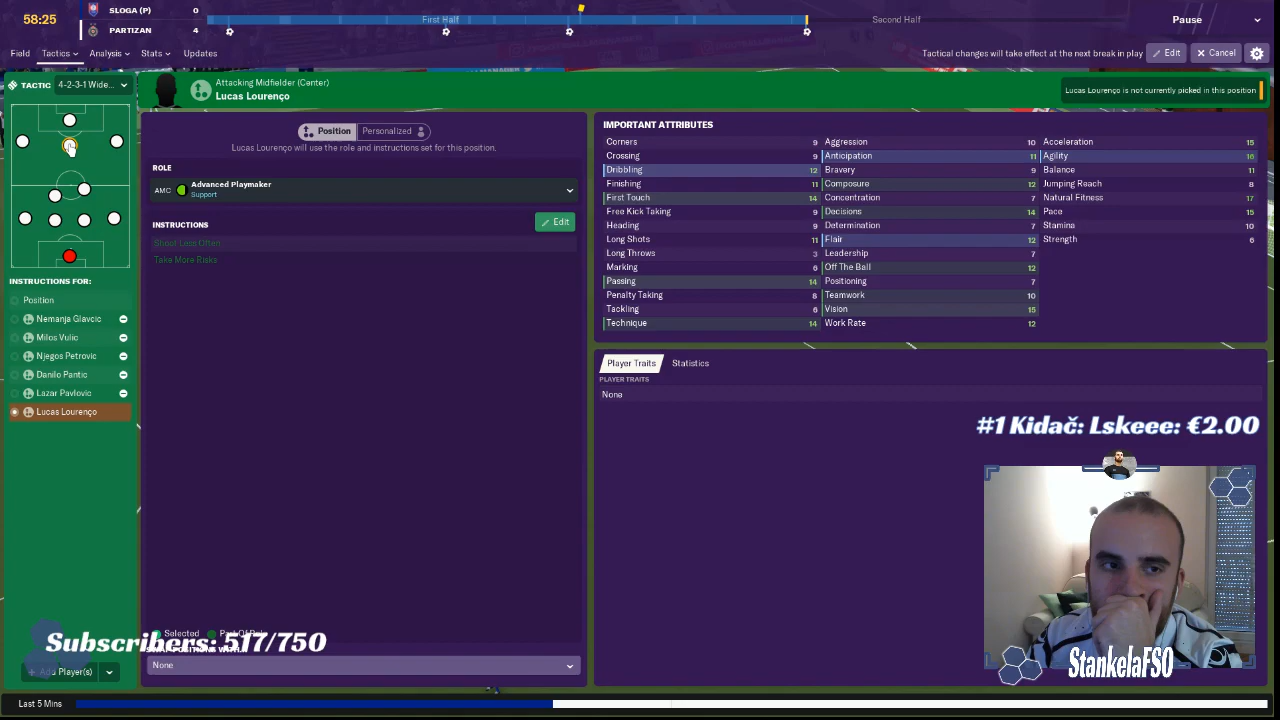 58:25
SLOGA (P) 0
PARTIZAN 4
First Half
Second Half
Pause
Field Tactics Analysis Stats Updates
Tactical changes will take effect at the next break in play
Edit
Cancel
TACTIC 4-2-3-1 Wide...
Attacking Midfielder (Center)
Lucas Lourenço
Lucas Lourenço is not currently picked in this position
INSTRUCTIONS FOR:
Position
Nemanja Glavcic
Milos Vulic
Njegos Petrovic
Danilo Pantic
Lazar Pavlovic
Lucas Lourenço
Add Player(s)
Position Personalized
Lucas Lourenço will use the role and instructions set for this position.
ROLE
AMC Advanced Playmaker
Support
INSTRUCTIONS
Edit
Shoot Less Often
Take More Risks
Selected
None
IMPORTANT ATTRIBUTES
Corners 9 Aggression 10 Acceleration 15
Crossing 9 Anticipation 11 Agility 16
Dribbling 12 Bravery 9 Balance 11
Finishing 11 Composure 12 Jumping Reach 8
First Touch 14 Concentration 7 Natural Fitness 17
Free Kick Taking 9 Decisions 14 Pace 15
Heading 9 Determination 7 Stamina 10
Long Shots 11 Flair 12 Strength 6
Long Throws 3 Leadership 7
Marking 6 Off The Ball 12
Passing 14 Positioning 7
Penalty Taking 8 Teamwork 10
Tackling 6 Vision 15
Technique 14 Work Rate 12
Player Traits Statistics
PLAYER TRAITS
None
#1 Kidač: Lskeee: €2.00
StankelaFSO
Subscribers: 517/750
Last 5 Mins